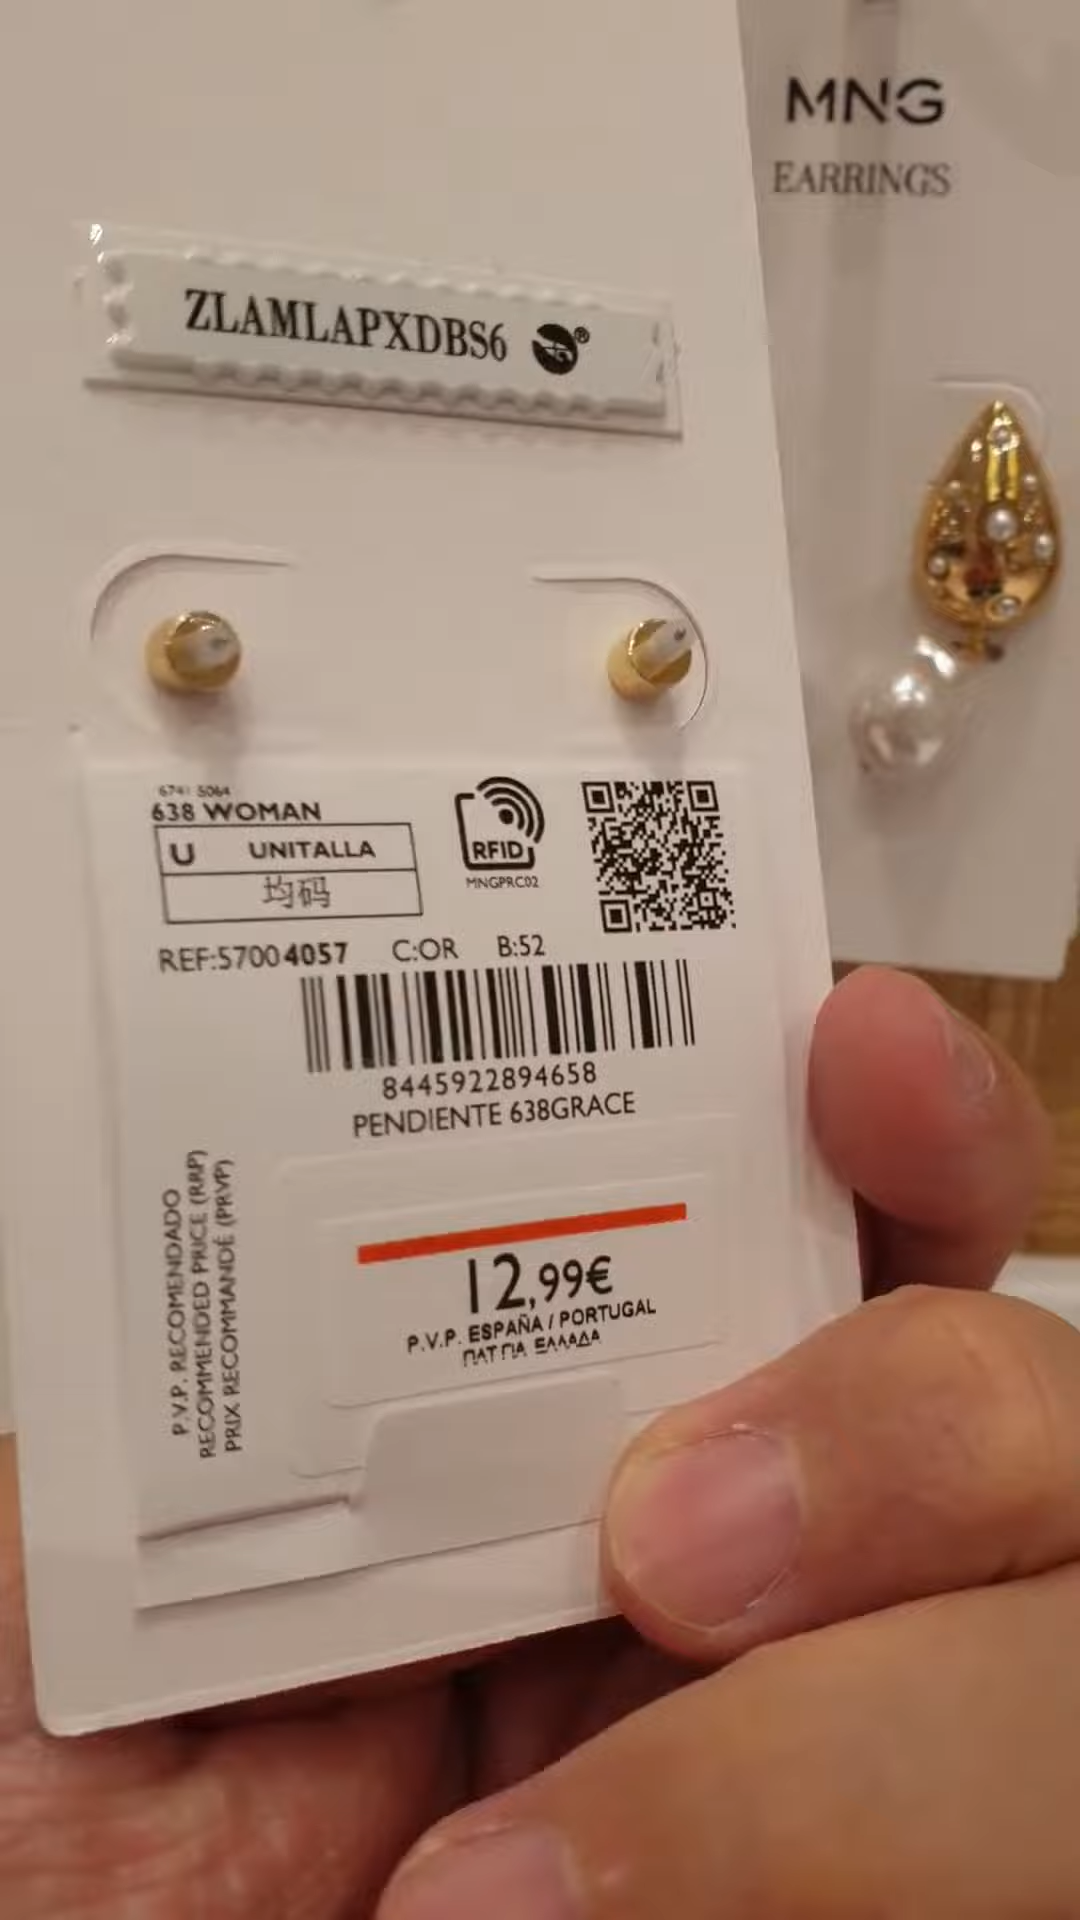 MNG
EARRINGS
ZLAMLAPXDBS6
®
6741 5064
638 WOMAN
U UNITALLA
均码
RFID
MNGPRC02
REF:57004057 C:OR B:52
8445922894658
PENDIENTE 638GRACE
P.V.P. RECOMENDADO
RECOMMENDED PRICE (RRP)
PRIX RECOMMANDÉ (PRVP)
12,99€
P.V.P. ESPAÑA / PORTUGAL
ΠΛΤ ΓΙΑ ΕΛΛΑΔΑ